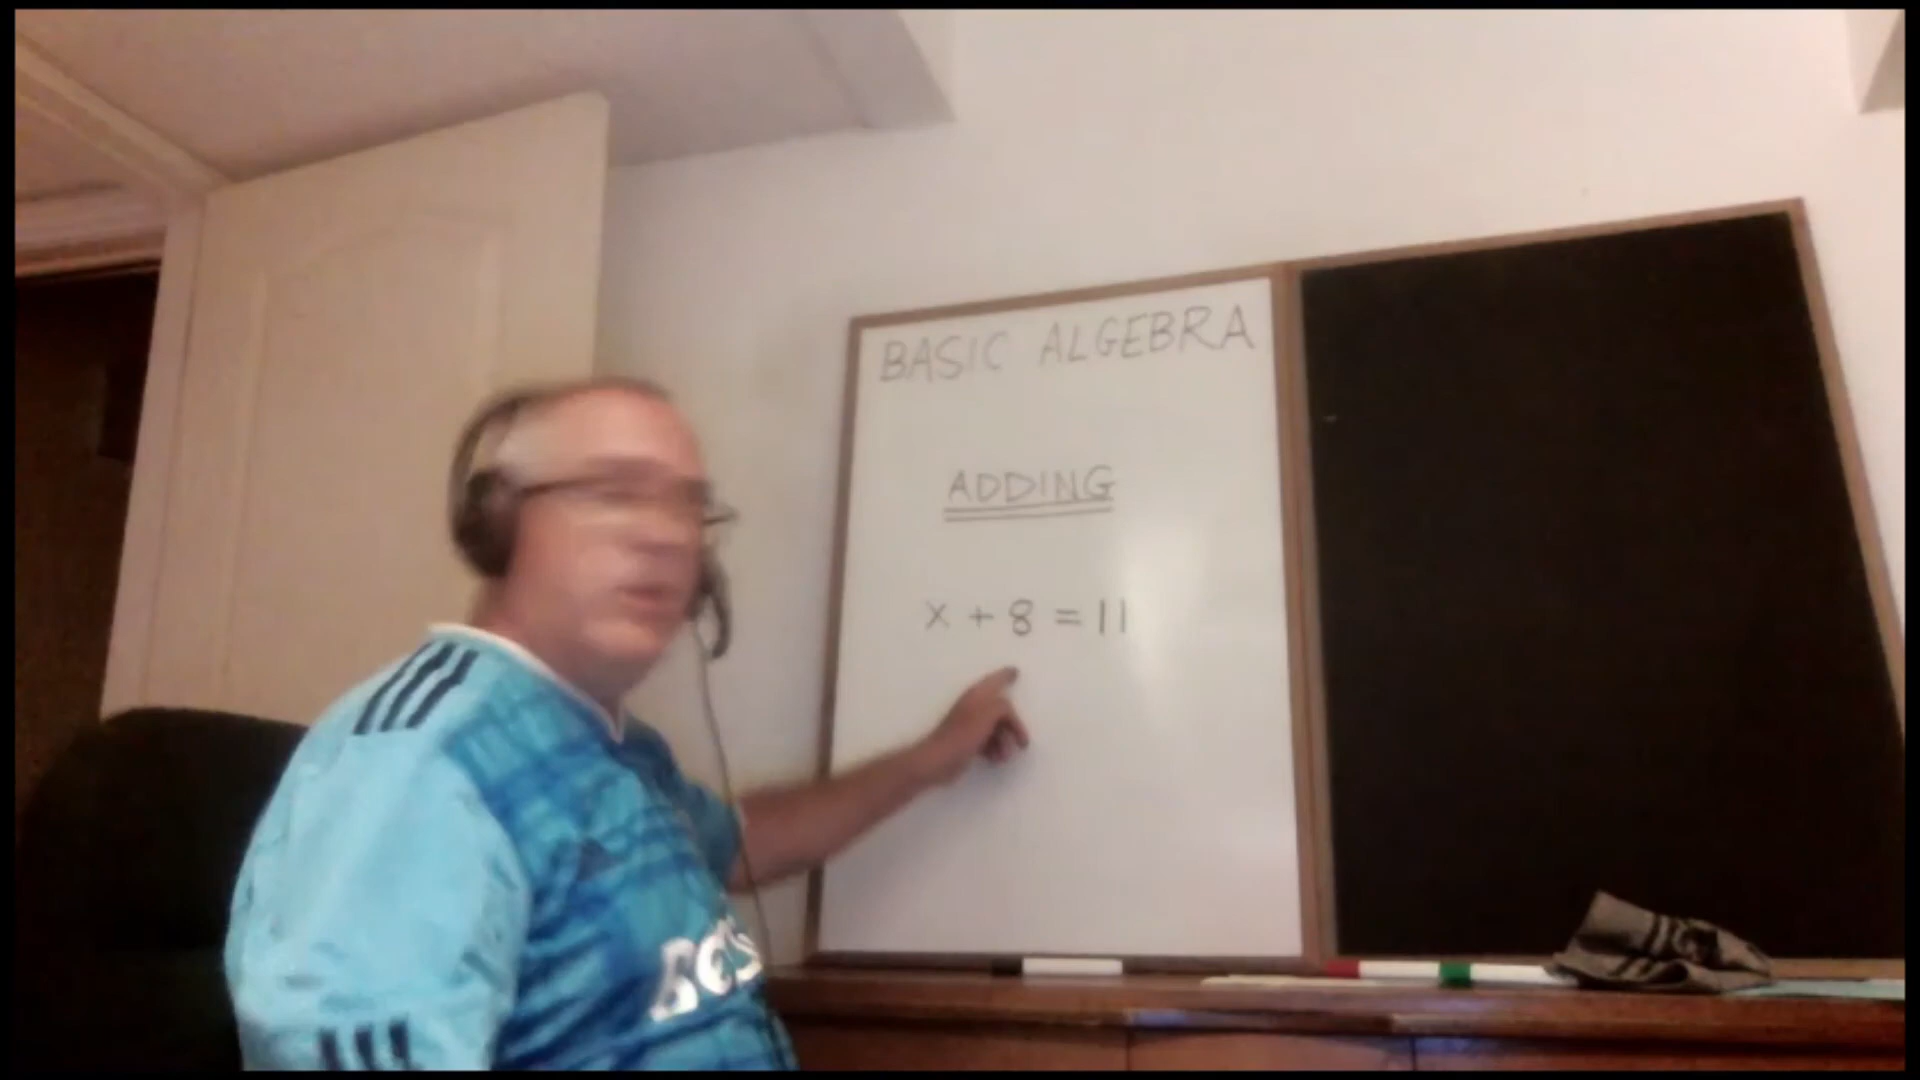 BASIC ALGEBRA
ADDING
x + 8 = 11